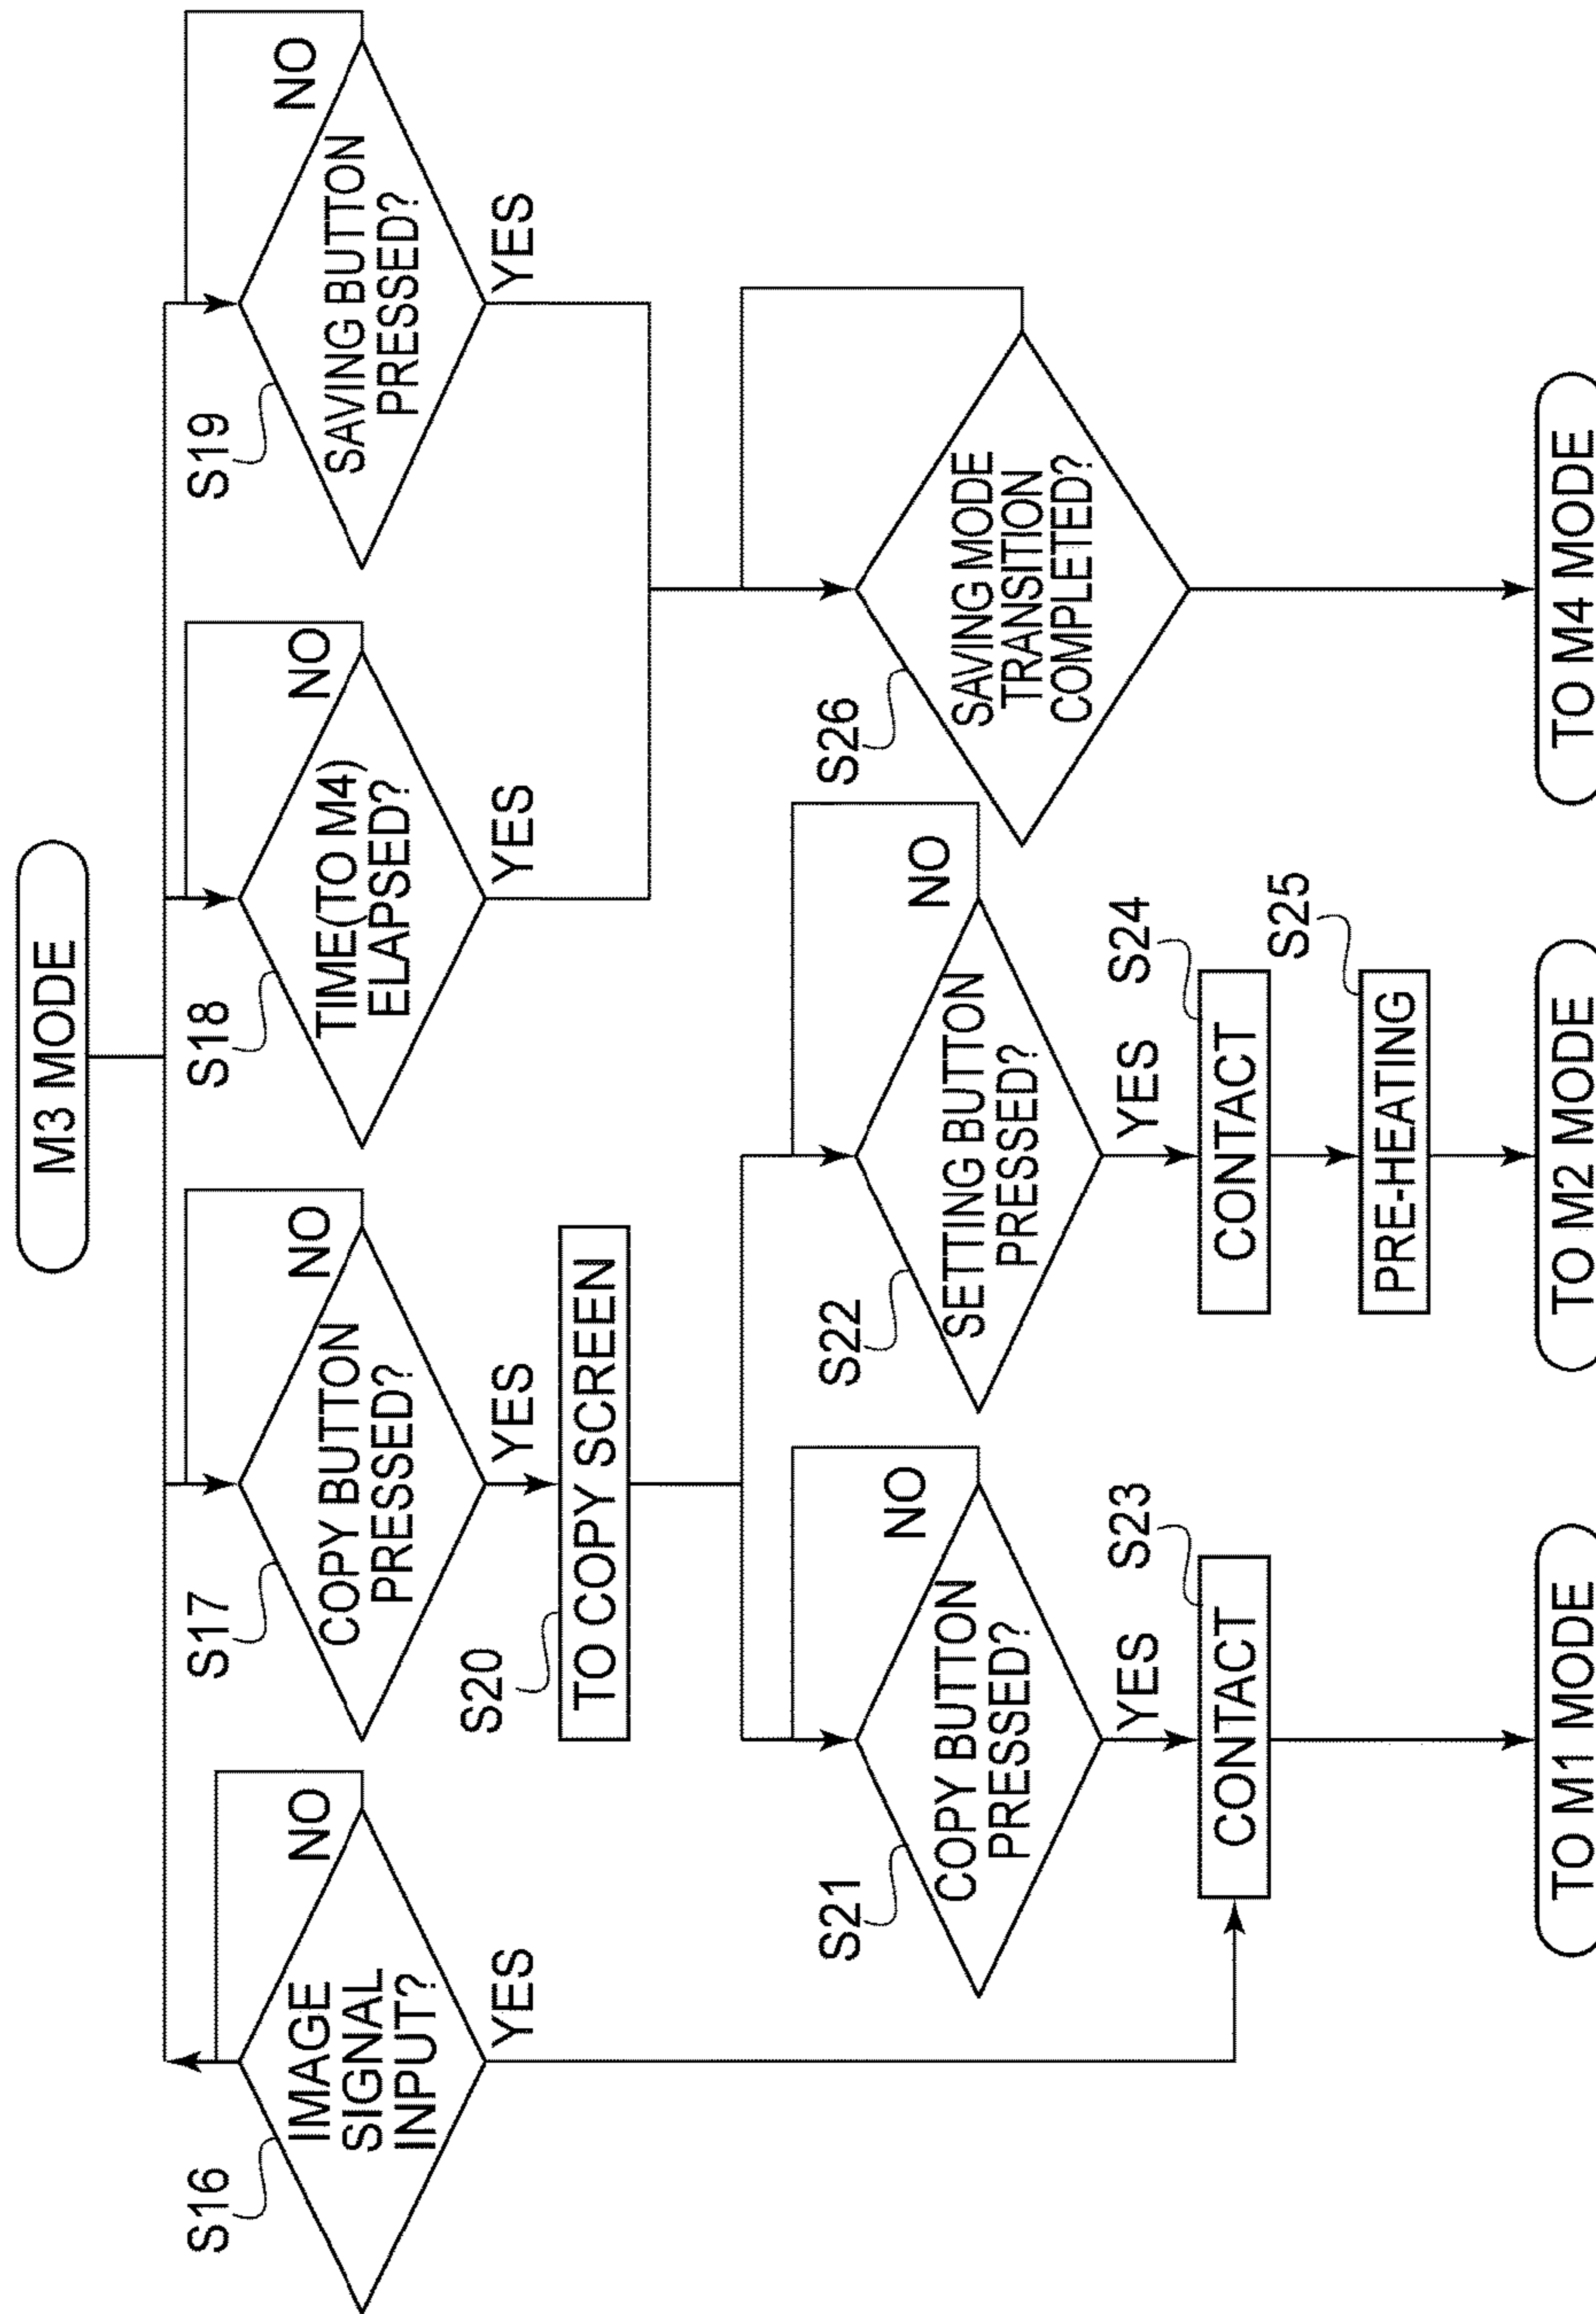 M3 MODE
S16
IMAGE
SIGNAL
INPUT?
NO
YES
S17
COPY BUTTON
PRESSED?
NO
YES
S18
TIME(TO M4)
ELAPSED?
NO
YES
S19
SAVING BUTTON
PRESSED?
NO
YES
S20
TO COPY SCREEN
S21
COPY BUTTON
PRESSED?
NO
YES
S22
SETTING BUTTON
PRESSED?
NO
YES
S26
SAVING MODE
TRANSITION
COMPLETED?
S23
CONTACT
S24
CONTACT
S25
PRE-HEATING
TO M1 MODE
TO M2 MODE
TO M4 MODE